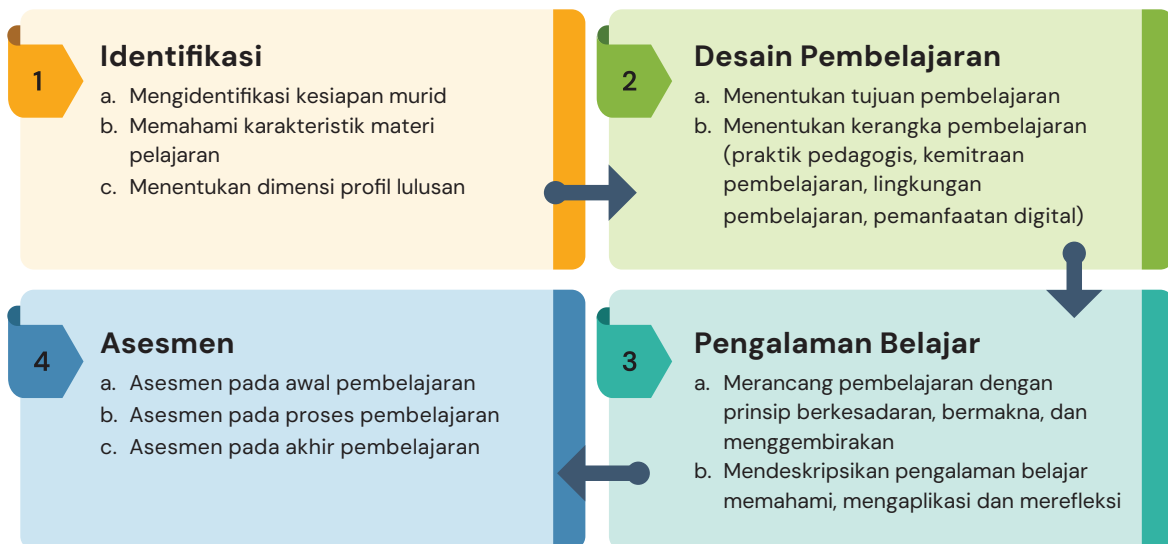 1
Identifikasi
a. Mengidentifikasi kesiapan murid
b. Memahami karakteristik materi
pelajaran
c. Menentukan dimensi profil lulusan
2
Desain Pembelajaran
a. Menentukan tujuan pembelajaran
b. Menentukan kerangka pembelajaran
(praktik pedagogis, kemitraan
pembelajaran, lingkungan
pembelajaran, pemanfaatan digital)
3
Pengalaman Belajar
a. Merancang pembelajaran dengan
prinsip berkesadaran, bermakna, dan
menggembirakan
b. Mendeskripsikan pengalaman belajar
memahami, mengaplikasi dan merefleksi
4
Asesmen
a. Asesmen pada awal pembelajaran
b. Asesmen pada proses pembelajaran
c. Asesmen pada akhir pembelajaran